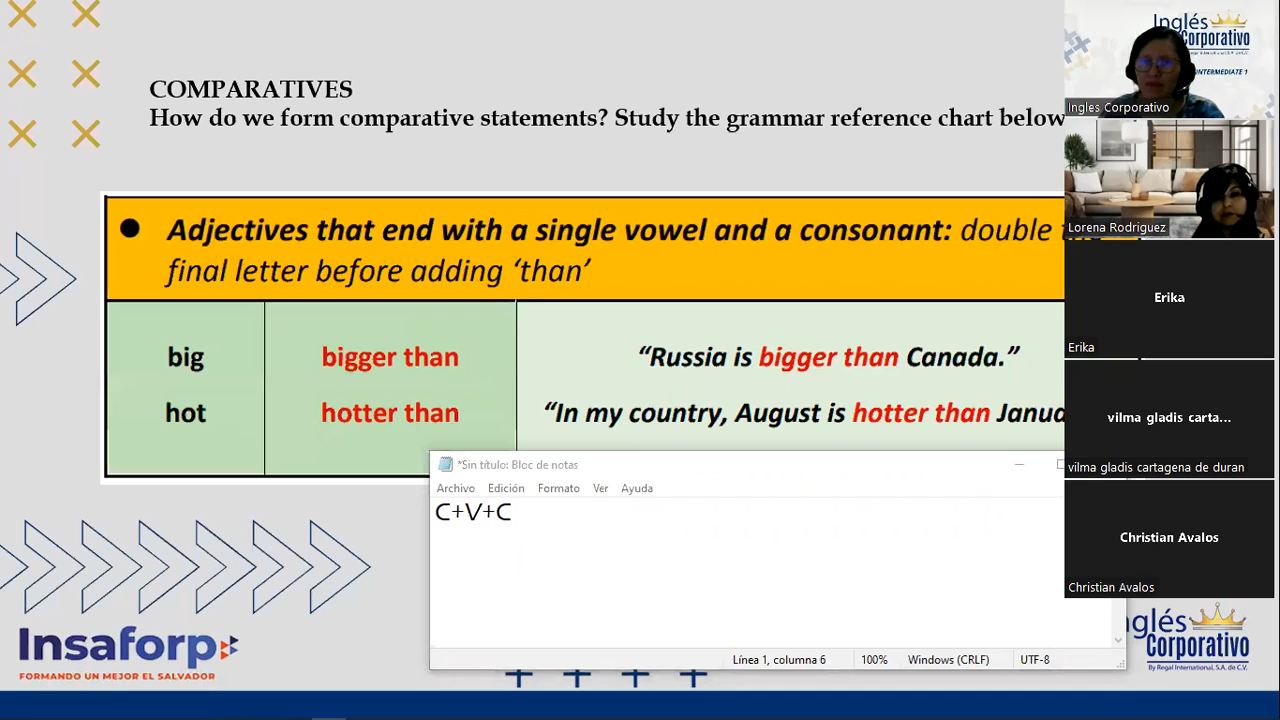 COMPARATIVES
How do we form comparative statements? Study the grammar reference chart below
● Adjectives that end with a single vowel and a consonant: double
final letter before adding ‘than’
big
bigger than
“Russia is bigger than Canada.”
hot
hotter than
“In my country, August is hotter than
*Sin título: Bloc de notas
Archivo Edición Formato Ver Ayuda
C+V+C
Línea 1, columna 6 100% Windows (CRLF) UTF-8
Insaforp
FORMANDO UN MEJOR EL SALVADOR
Inglés
Corporativo
INTERMEDIATE 1
Ingles Corporativo
Lorena Rodriguez
Erika
Erika
vilma gladis carta...
vilma gladis cartagena de duran
Christian Avalos
Christian Avalos
nglés
Corporativo
By Regal International, S.A. de C.V.